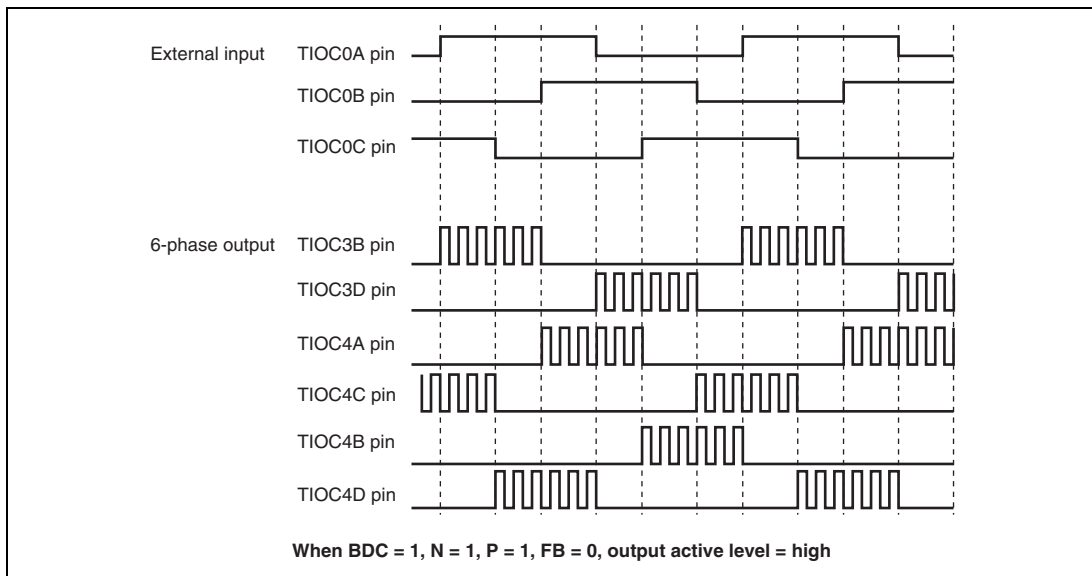 External input TIOC0A pin
TIOC0B pin
TIOC0C pin
6-phase output TIOC3B pin
TIOC3D pin
TIOC4A pin
TIOC4C pin
TIOC4B pin
TIOC4D pin
When BDC = 1, N = 1, P = 1, FB = 0, output active level = high